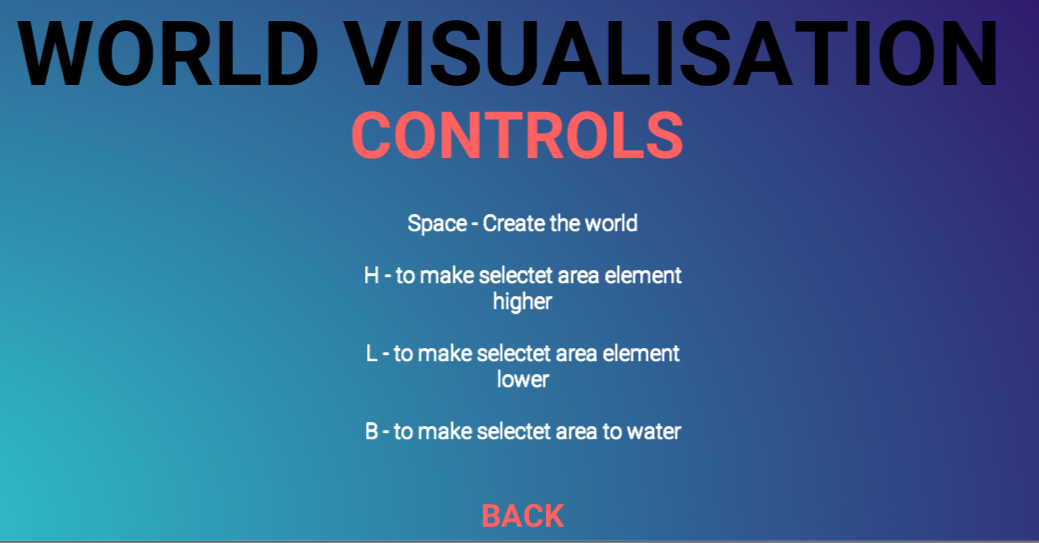 WORLD VISUALISATION
CONTROLS
Space - Create the world
H - to make selectet area element
higher
L - to make selectet area element
lower
B - to make selectet area to water
BACK